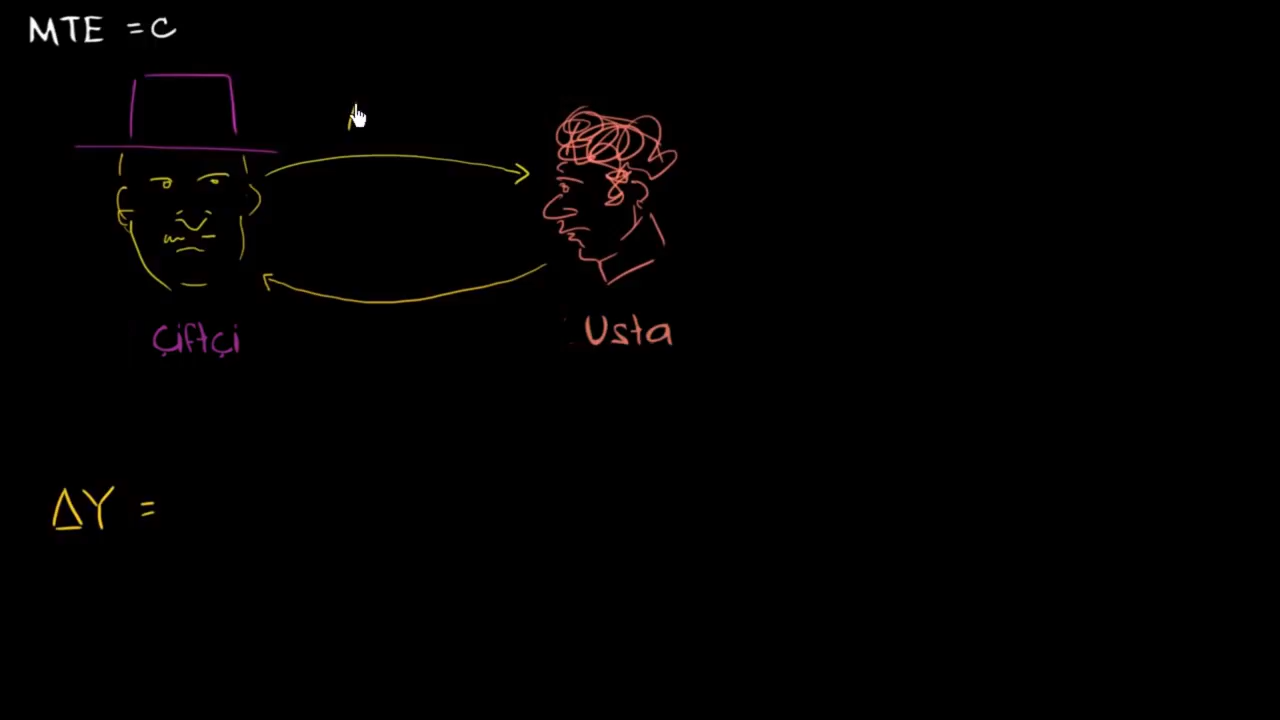 MTE = C
Çiftçi
Usta
ΔY =